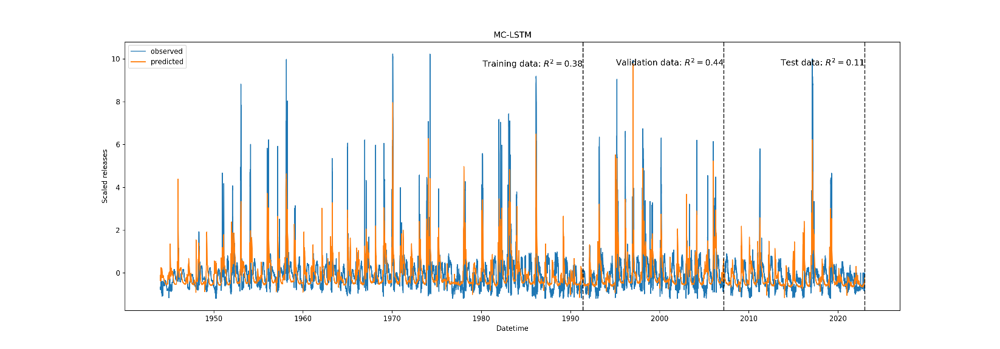 MC-LSTM
observed
predicted
Training data: R² = 0.38
Validation data: R² = 0.44
Test data: R² = 0.11
Scaled releases
10
8
6
4
2
0
1950 1960 1970 1980 1990 2000 2010 2020
Datetime